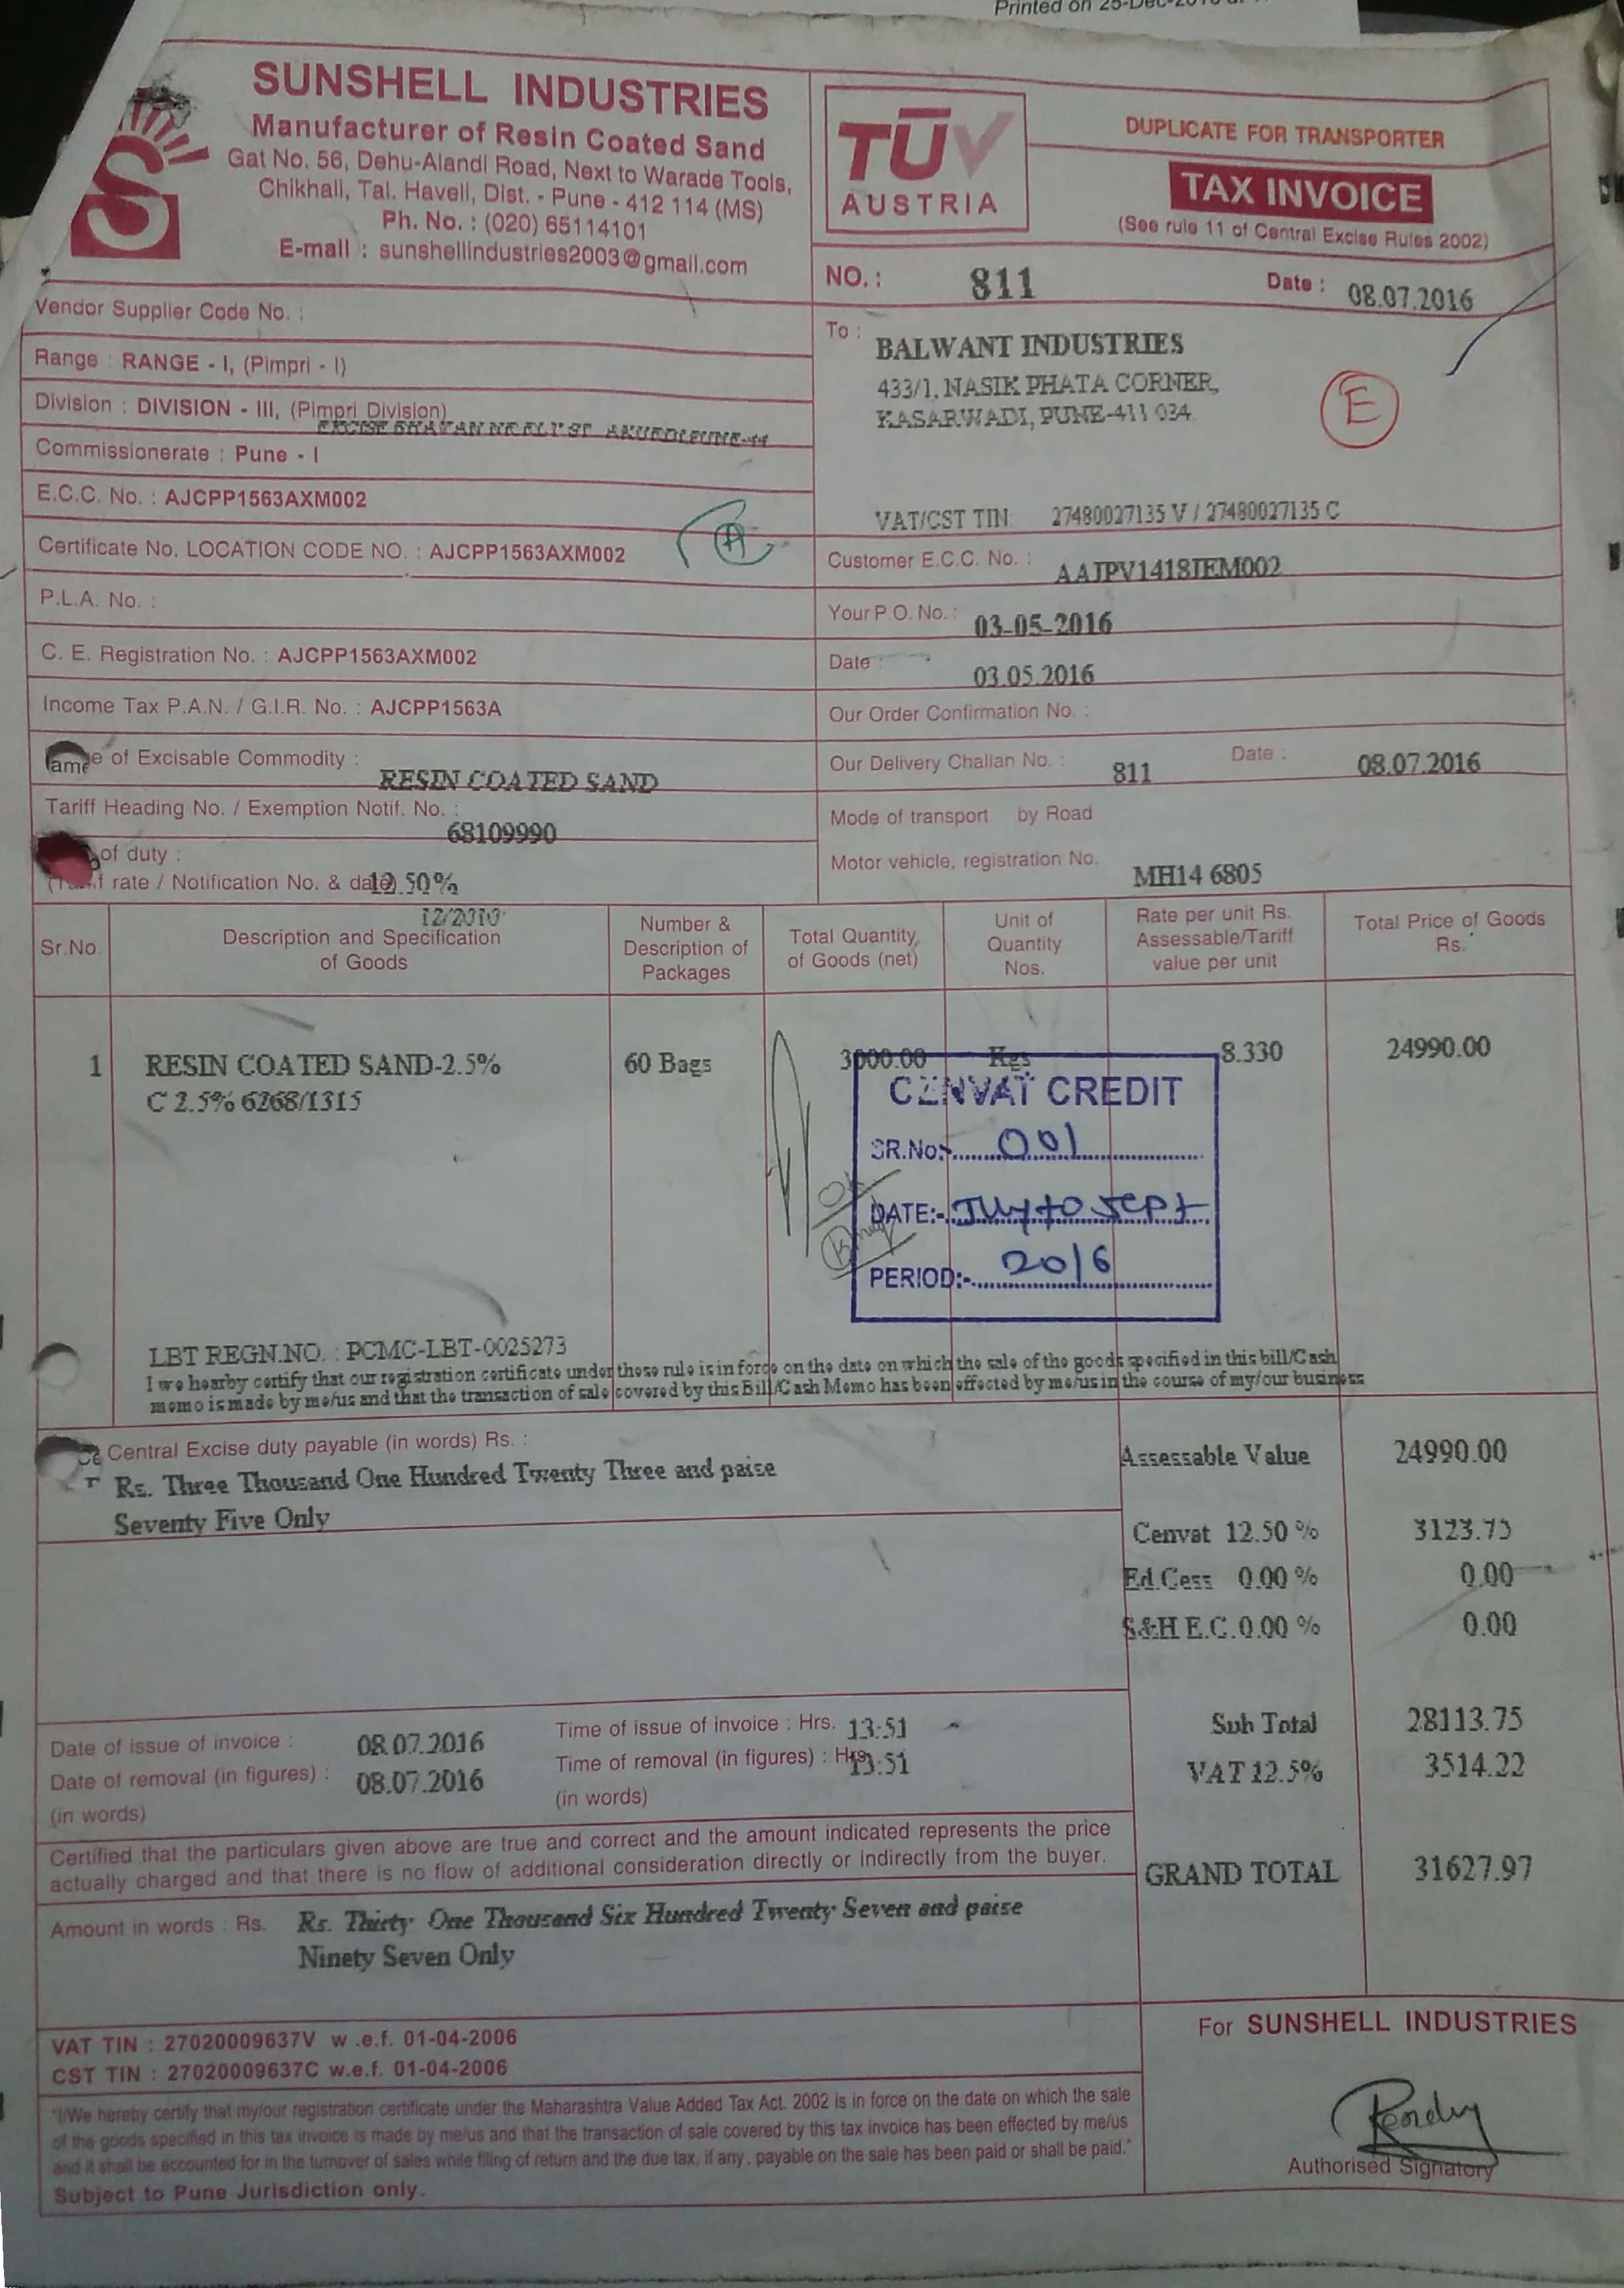 Printed on 25-Dec-201
SUNSHELL INDUSTRIES
Manufacturer of Resin Coated Sand
Gat No. 56, Dehu-Alandi Road, Next to Warade Tools,
Chikhali, Tal. Haveli, Dist. - Pune - 412 114 (MS)
Ph. No. : (020) 65114101
E-mail : sunshellindustries2003@gmail.com
TÜV
AUSTRIA
DUPLICATE FOR TRANSPORTER
TAX INVOICE
(See rule 11 of Central Excise Rules 2002)
NO. : 811 Date : 08.07.2016
Vendor Supplier Code No. :
Range : RANGE - I, (Pimpri - I)
Division : DIVISION - III, (Pimpri Division)
EXCISE BHAVAN
Commissionerate : Pune - I
E.C.C. No. : AJCPP1563AXM002
Certificate No. LOCATION CODE NO. : AJCPP1563AXM002
A
P.L.A. No. :
C. E. Registration No. : AJCPP1563AXM002
Income Tax P.A.N. / G.I.R. No. : AJCPP1563A
ame e of Excisable Commodity :
RESIN COATED SAND
Tariff Heading No. / Exemption Notif. No. :
68109990
of duty :
rate / Notification No. & date) 12.50%
12/2010
To : BALWANT INDUSTRIES
433/1, NASIK PHATA CORNER,
KASARWADI, PUNE-411 034
E
VAT/CST TIN 27480027135 V / 27480027135 C
Customer E.C.C. No. : AAJPV1418JEM002
Your P.O. No. : 03-05-2016
Date : 03.05.2016
Our Order Confirmation No. :
Our Delivery Challan No. : 811 Date : 08.07.2016
Mode of transport by Road
Motor vehicle, registration No. MH14 6805
Sr.No.
Description and Specification
of Goods
Number &
Description of
Packages
Total Quantity
of Goods (net)
Unit of
Quantity
Nos.
Rate per unit Rs.
Assessable/Tariff
value per unit
Total Price of Goods
Rs.
1 RESIN COATED SAND-2.5% 60 Bags 3000.00 Kgs 8.330 24990.00
C 2.5% 6268/1315
CENVAT CREDIT
SR.No:- 001
DATE:- July to Sept
PERIOD:- 2016
OK
LBT REGN.NO. : PCMC-LBT-0025273
I we hearby certify that our registration certificate under these rule is in force on the date on which the sale of the goods specified in this bill/Cash
memo is made by me/us and that the transaction of sale covered by this Bill/Cash Memo has been effected by me/us in the course of my/our business
Ce Central Excise duty payable (in words) Rs. :
Rs. Three Thousand One Hundred Twenty Three and paise
Seventy Five Only
Assessable Value 24990.00
Cenvat 12.50 % 3123.75
Ed.Cess 0.00 % 0.00
S&H E.C. 0.00 % 0.00
Sub Total 28113.75
VAT 12.5% 3514.22
GRAND TOTAL 31627.97
Date of issue of invoice : 08.07.2016 Time of issue of invoice : Hrs. 13:51
Date of removal (in figures) : 08.07.2016 Time of removal (in figures) : Hrs. 13:51
(in words) (in words)
Certified that the particulars given above are true and correct and the amount indicated represents the price
actually charged and that there is no flow of additional consideration directly or indirectly from the buyer.
Amount in words : Rs. Rs. Thirty One Thousand Six Hundred Twenty Seven and paise
Ninety Seven Only
VAT TIN : 27020009637V w .e.f. 01-04-2006
CST TIN : 27020009637C w.e.f. 01-04-2006
"I/We hereby certify that my/our registration certificate under the Maharashtra Value Added Tax Act. 2002 is in force on the date on which the sale
of the goods specified in this tax invoice is made by me/us and that the transaction of sale covered by this tax invoice has been effected by me/us
and it shall be accounted for in the turnover of sales while filing of return and the due tax, if any, payable on the sale has been paid or shall be paid."
Subject to Pune Jurisdiction only.
For SUNSHELL INDUSTRIES
Authorised Signatory